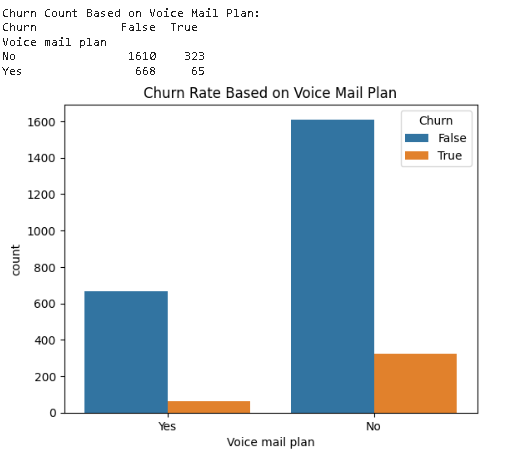 Churn Count Based on Voice Mail Plan:
Churn False True
Voice mail plan
No 1610 323
Yes 668 65
Churn Rate Based on Voice Mail Plan
Churn
False
True
1600
1400
1200
1000
800
600
400
200
0
count
Yes No
Voice mail plan